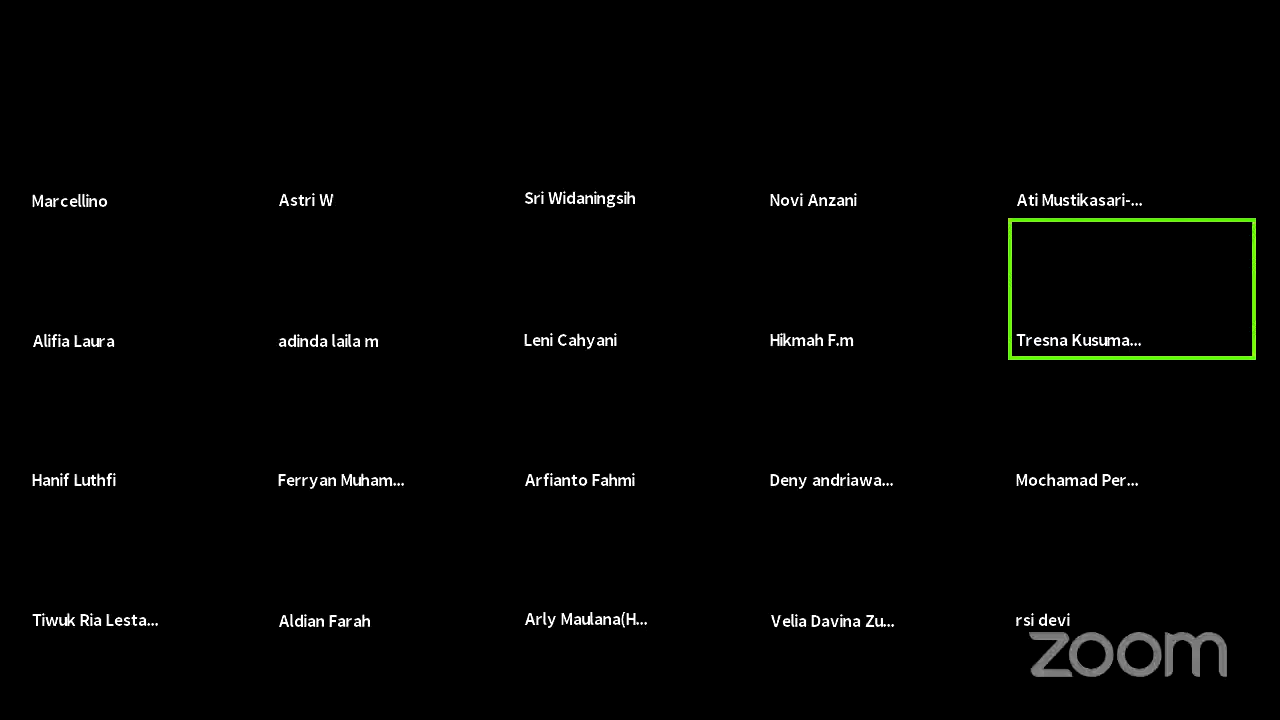 Marcellino
Astri W
Sri Widaningsih
Novi Anzani
Ati Mustikasari-...
Alifia Laura
adinda laila m
Leni Cahyani
Hikmah F.m
Tresna Kusuma...
Hanif Luthfi
Ferryan Muham...
Arfianto Fahmi
Deny andriawa...
Mochamad Per...
Tiwuk Ria Lesta...
Aldian Farah
Arly Maulana(H...
Velia Davina Zu...
rsi devi
zoom